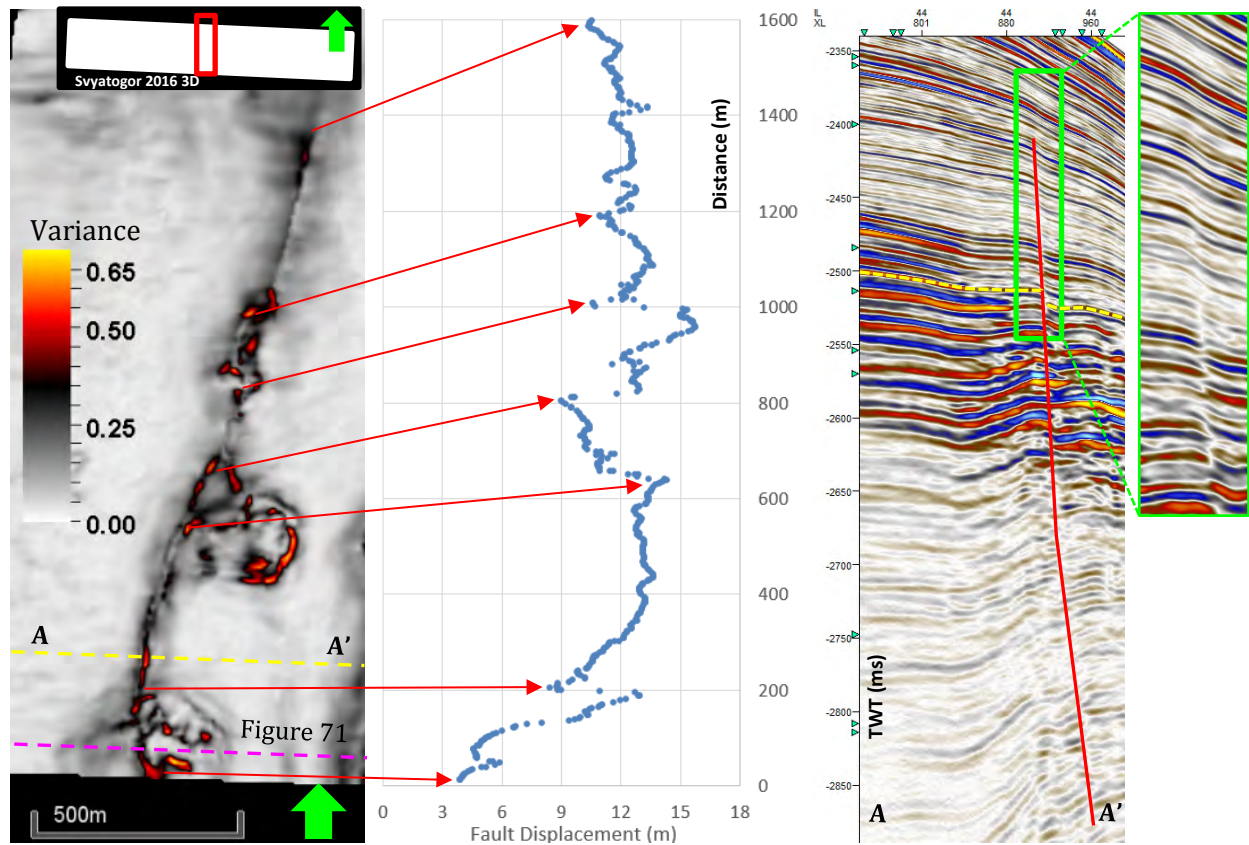 Svyatogor 2016 3D
Variance
0.65
0.50
0.25
0.00
A
A'
Figure 71
500m
1600
1400
1200
1000
800
600
400
200
0
Distance (m)
0
3
6
9
12
15
18
Fault Displacement (m)
IL
XL
44
801
44
880
44
960
-2350
-2400
-2450
-2500
-2550
-2600
-2650
-2700
-2750
-2800
-2850
TWT (ms)
A
A'